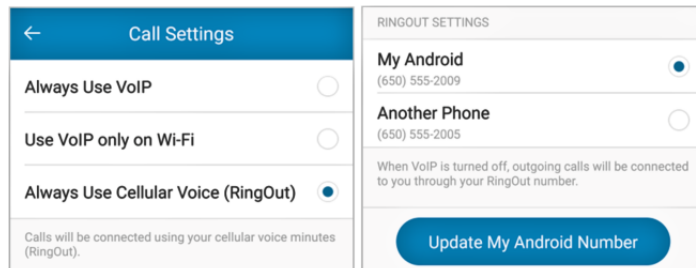 Call Settings
Always Use VoIP
Use VoIP only on Wi-Fi
Always Use Cellular Voice (RingOut)
Calls will be connected using your cellular voice minutes
(RingOut).
RINGOUT SETTINGS
My Android
(650) 555-2009
Another Phone
(650) 555-2005
When VoIP is turned off, outgoing calls will be connected
to you through your RingOut number.
Update My Android Number